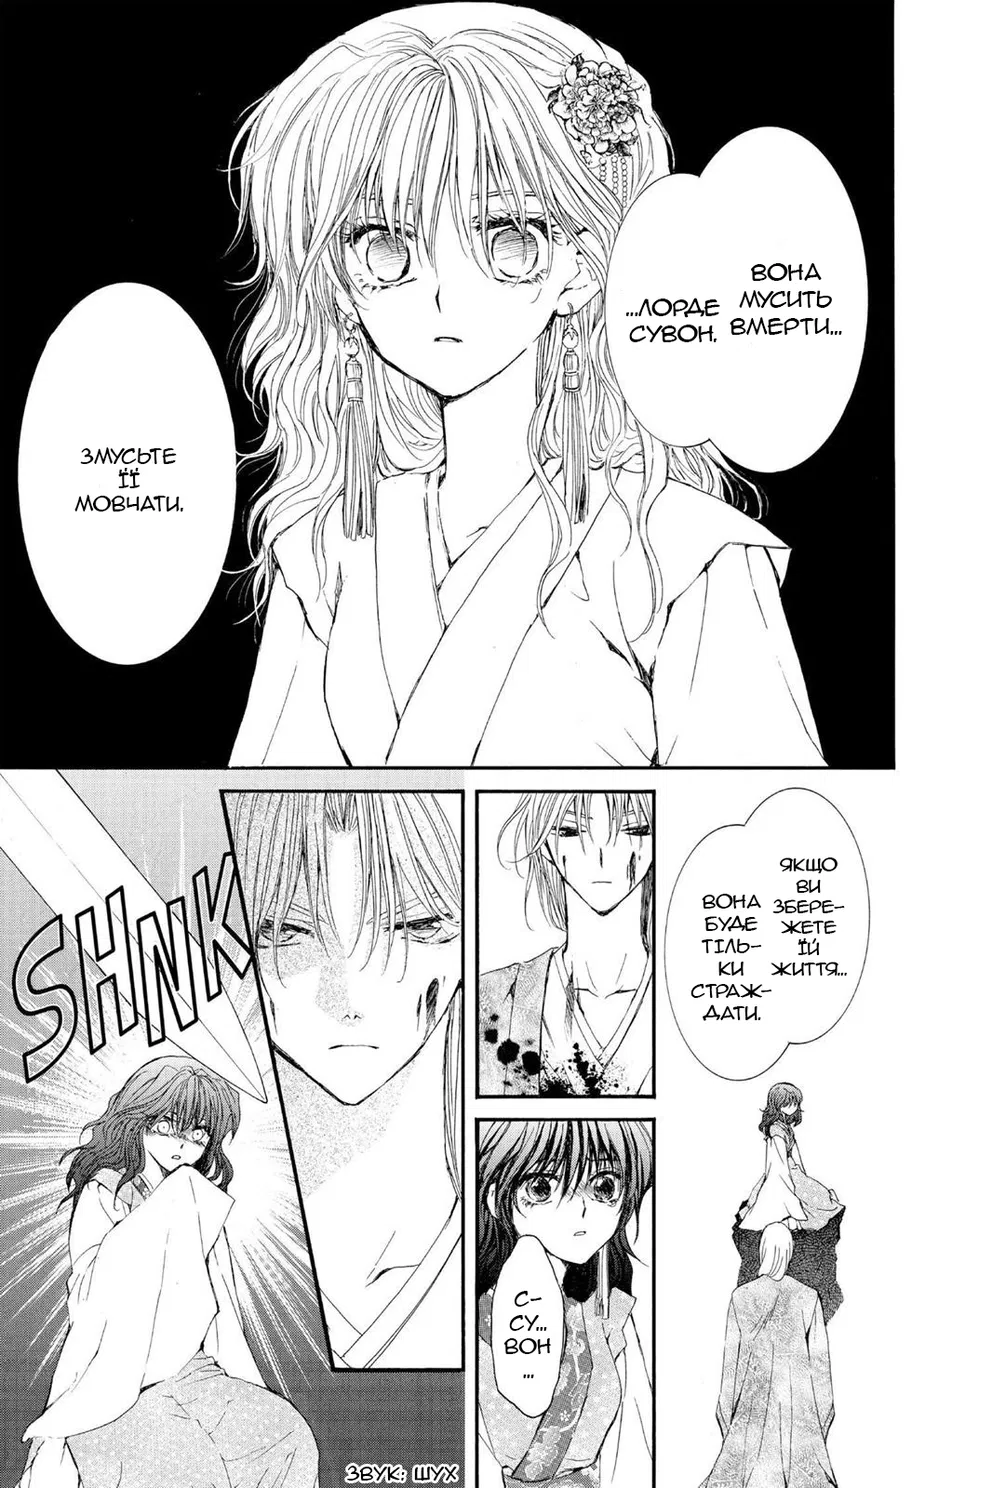 ВОНА
МУСИТЬ
ВМЕРТИ...
...ЛОРДЕ
СУВОН.
ЗМУСЬТЕ
ЇЇ
МОВЧАТИ.
ЯКЩО
ВИ
ЗБЕРЕ-
ЖЕТЕ
ЇЙ
ЖИТТЯ...
ВОНА
БУДЕ
ТІЛЬ-
КИ
СТРАЖ-
ДАТИ.
С-
СУ...
ВОН
...
SHNK
ЗВУК: ШУХ